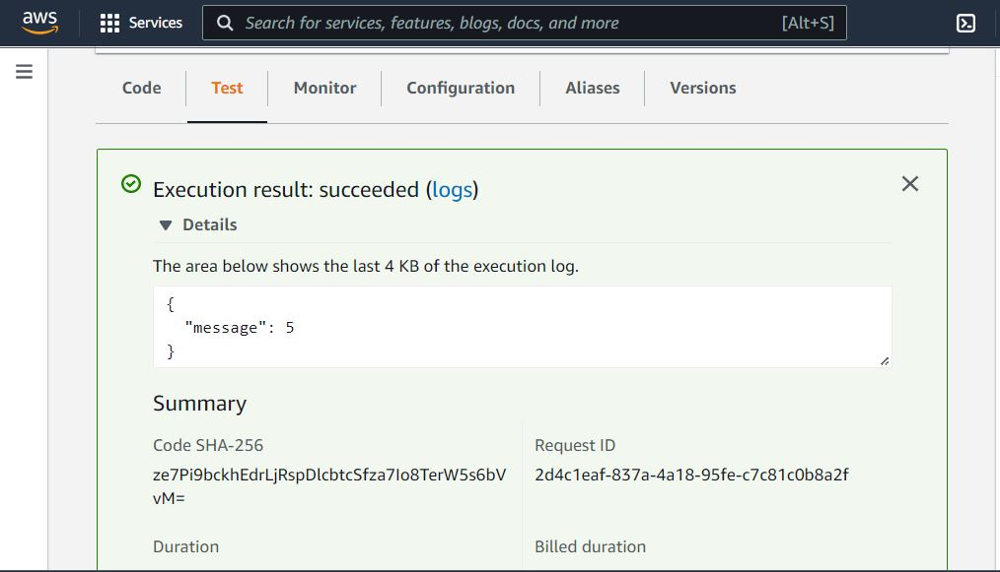 aws Services Search for services, features, blogs, docs, and more [Alt+S]
Code Test Monitor Configuration Aliases Versions
Execution result: succeeded (logs)
Details
The area below shows the last 4 KB of the execution log.
{
"message": 5
}
Summary
Code SHA-256 Request ID
ze7Pi9bckhEdrLjRspDlcbtcSfza7Io8TerW5s6bV 2d4c1eaf-837a-4a18-95fe-c7c81c0b8a2f
vM=
Duration Billed duration